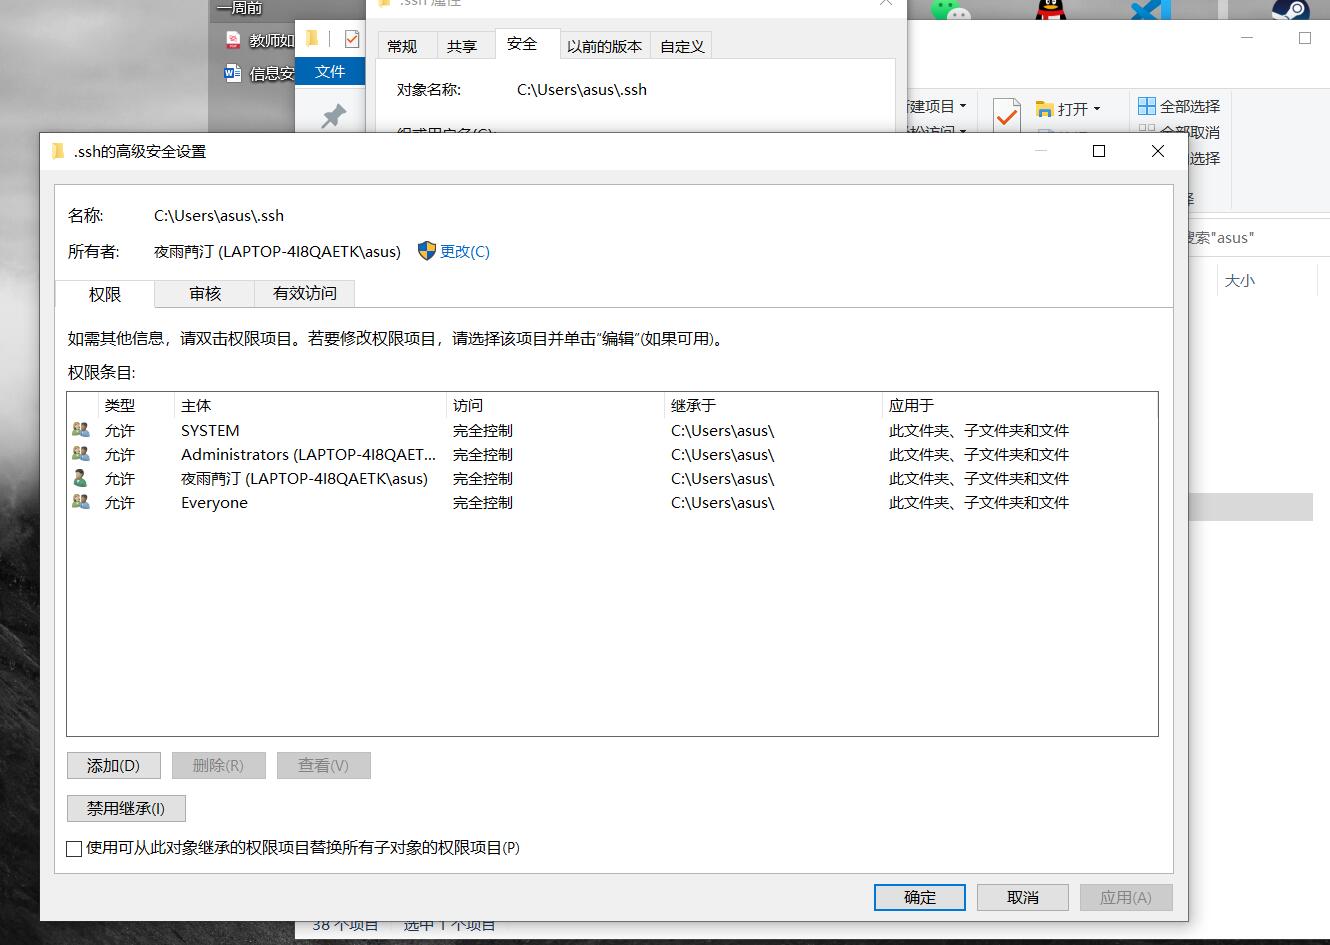 一周前
.ssh 属性
教师如
信息安
文件
常规
共享
安全
以前的版本
自定义
对象名称:
C:\Users\asus\.ssh
建项目
打开
全部选择
全部取消
选择
.ssh的高级安全设置
名称:
C:\Users\asus\.ssh
所有者:
夜雨芎汀 (LAPTOP-4I8QAETK\asus)
更改(C)
搜索"asus"
大小
权限
审核
有效访问
如需其他信息，请双击权限项目。若要修改权限项目，请选择该项目并单击“编辑”(如果可用)。
权限条目:
类型 主体 访问 继承于 应用于
允许 SYSTEM 完全控制 C:\Users\asus\ 此文件夹、子文件夹和文件
允许 Administrators (LAPTOP-4I8QAET... 完全控制 C:\Users\asus\ 此文件夹、子文件夹和文件
允许 夜雨芎汀 (LAPTOP-4I8QAETK\asus) 完全控制 C:\Users\asus\ 此文件夹、子文件夹和文件
允许 Everyone 完全控制 C:\Users\asus\ 此文件夹、子文件夹和文件
添加(D)
删除(R)
查看(V)
禁用继承(I)
使用可从此对象继承的权限项目替换所有子对象的权限项目(P)
确定
取消
应用(A)
38 个项目
选中 1 个项目